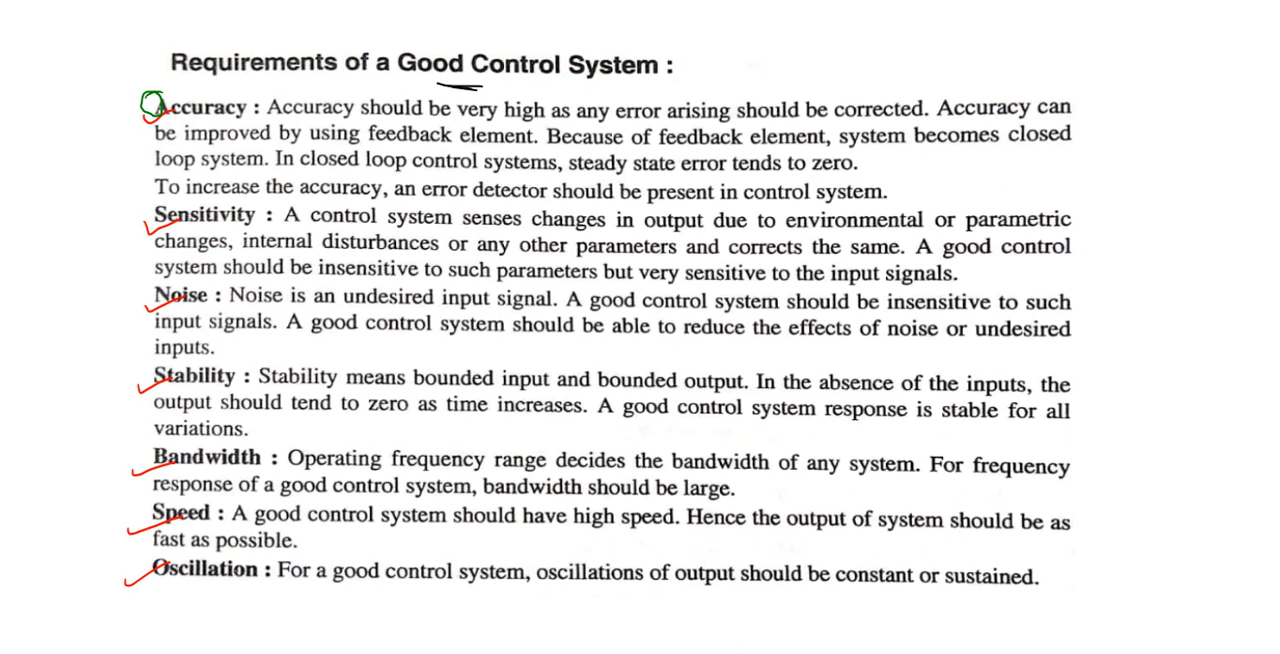 Requirements of a Good Control System :
Accuracy : Accuracy should be very high as any error arising should be corrected. Accuracy can
be improved by using feedback element. Because of feedback element, system becomes closed
loop system. In closed loop control systems, steady state error tends to zero.
To increase the accuracy, an error detector should be present in control system.
Sensitivity : A control system senses changes in output due to environmental or parametric
changes, internal disturbances or any other parameters and corrects the same. A good control
system should be insensitive to such parameters but very sensitive to the input signals.
Noise : Noise is an undesired input signal. A good control system should be insensitive to such
input signals. A good control system should be able to reduce the effects of noise or undesired
inputs.
Stability : Stability means bounded input and bounded output. In the absence of the inputs, the
output should tend to zero as time increases. A good control system response is stable for all
variations.
Bandwidth : Operating frequency range decides the bandwidth of any system. For frequency
response of a good control system, bandwidth should be large.
Speed : A good control system should have high speed. Hence the output of system should be as
fast as possible.
Oscillation : For a good control system, oscillations of output should be constant or sustained.